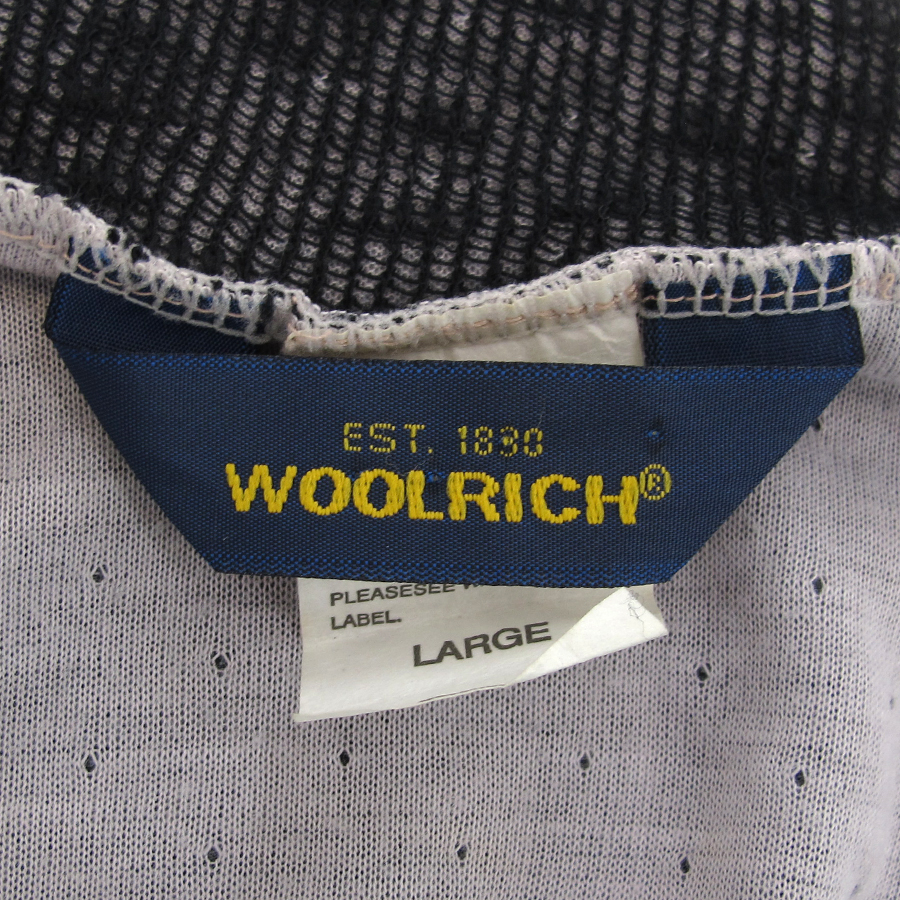 EST. 1830
WOOLRICH®
PLEASESEE
LABEL.
LARGE